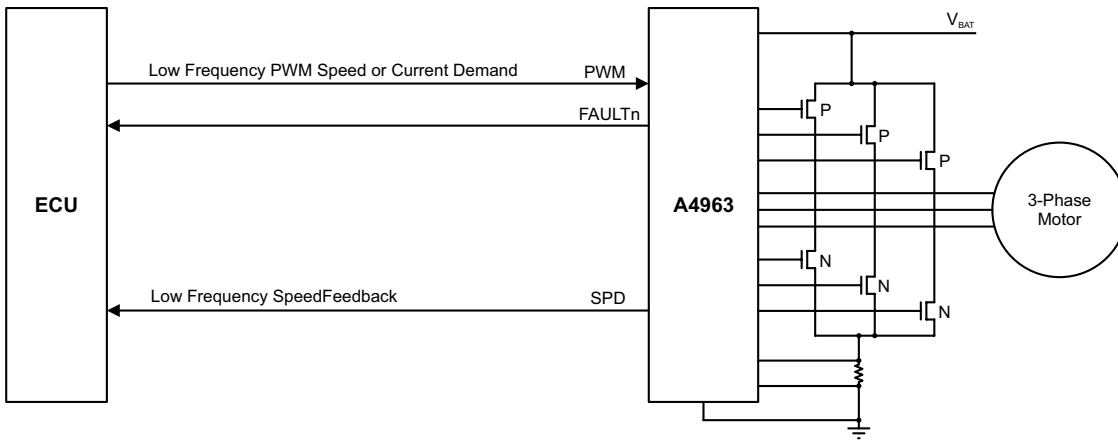 V_BAT
Low Frequency PWM Speed or Current Demand
PWM
FAULTn
P
P
P
ECU
A4963
3-Phase
Motor
N
Low Frequency SpeedFeedback
SPD
N
N